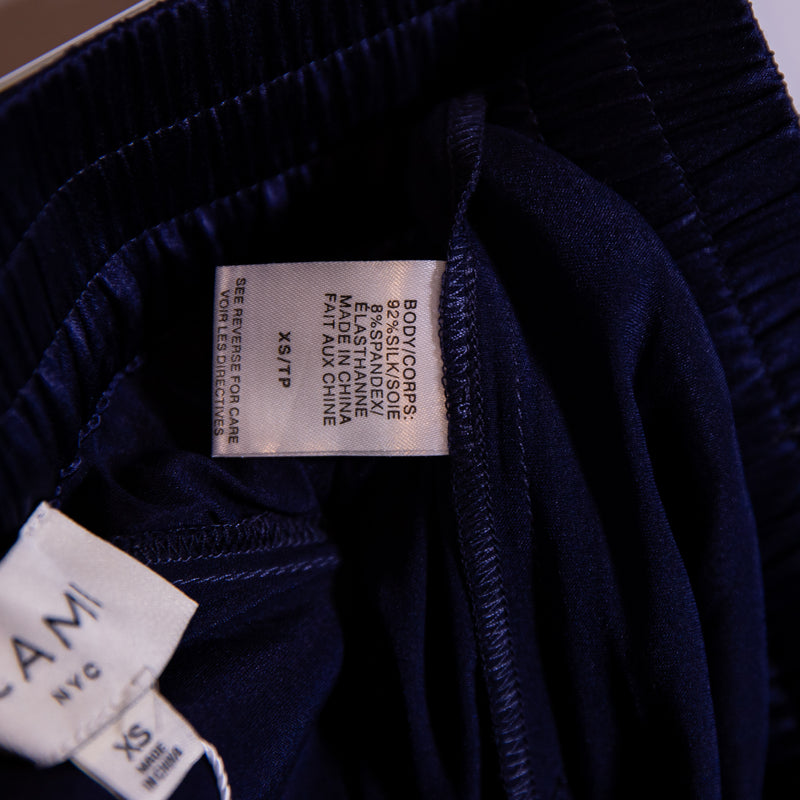 BODY/CORPS:
92%SILK/SOIE
8%SPANDEX/
ÉLASTHANNE
MADE IN CHINA
FAIT AUX CHINE
XS/TP
SEE REVERSE FOR CARE
VOIR LES DIRECTIVES
CAMI
NYC
XS
MADE
IN CHINA